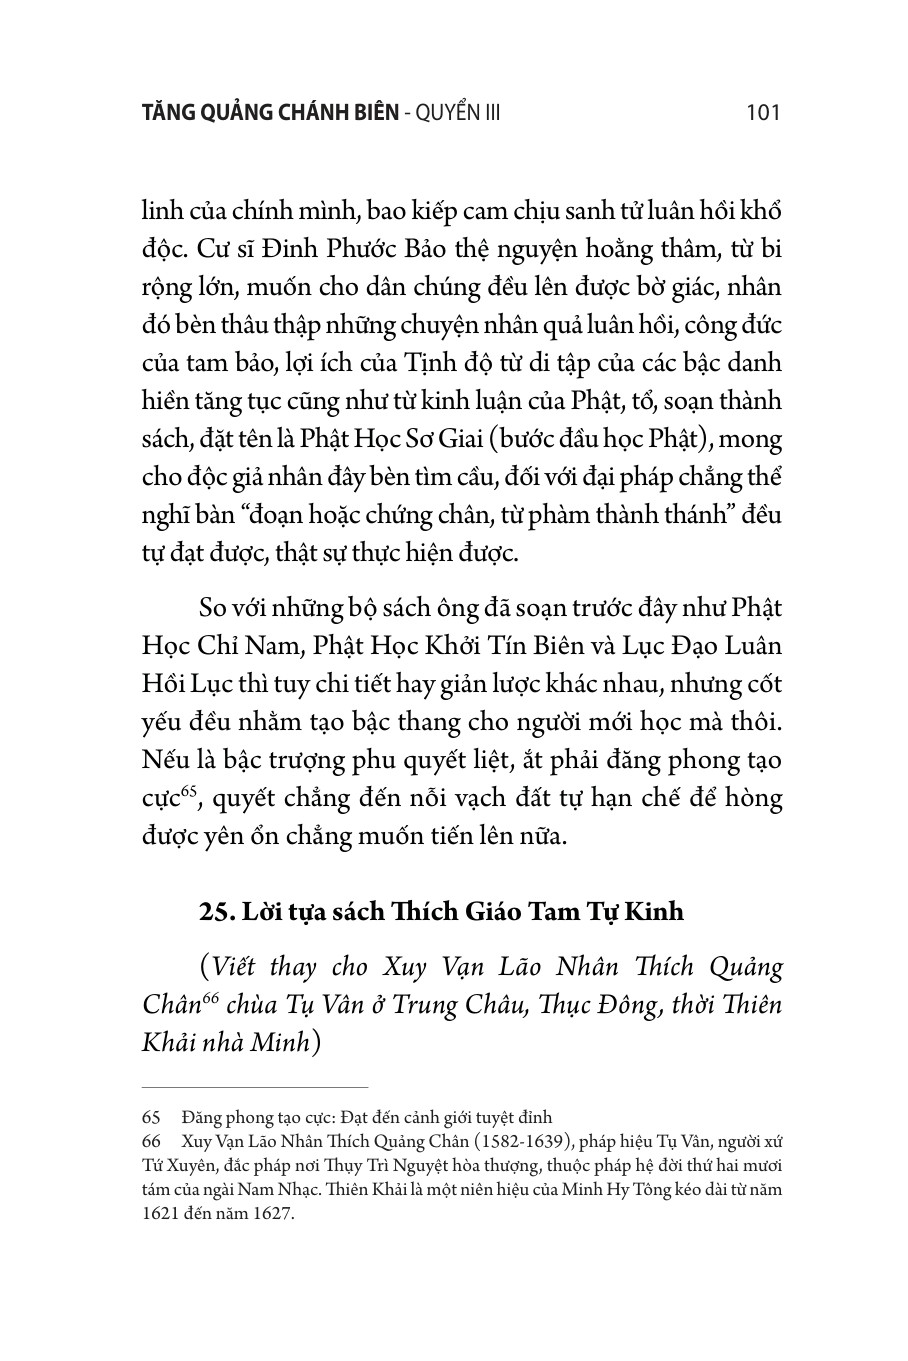 TĂNG QUẢNG CHÁNH BIÊN - QUYỂN III 101
linh của chính mình, bao kiếp cam chịu sanh tử luân hồi khổ
độc. Cư sĩ Đinh Phước Bảo thệ nguyện hoằng thâm, từ bi
rộng lớn, muốn cho dân chúng đều lên được bờ giác, nhân
đó bèn thâu thập những chuyện nhân quả luân hồi, công đức
của tam bảo, lợi ích của Tịnh độ từ di tập của các bậc danh
hiền tăng tục cũng như từ kinh luận của Phật, tổ, soạn thành
sách, đặt tên là Phật Học Sơ Giai (bước đầu học Phật), mong
cho độc giả nhân đây bèn tìm cầu, đối với đại pháp chẳng thể
nghĩ bàn “đoạn hoặc chứng chân, từ phàm thành thánh” đều
tự đạt được, thật sự thực hiện được.
So với những bộ sách ông đã soạn trước đây như Phật
Học Chỉ Nam, Phật Học Khởi Tín Biên và Lục Đạo Luân
Hồi Lục thì tuy chi tiết hay giản lược khác nhau, nhưng cốt
yếu đều nhằm tạo bậc thang cho người mới học mà thôi.
Nếu là bậc trượng phu quyết liệt, ắt phải đăng phong tạo
cực65, quyết chẳng đến nỗi vạch đất tự hạn chế để hòng
được yên ổn chẳng muốn tiến lên nữa.
25. Lời tựa sách Thích Giáo Tam Tự Kinh
(Viết thay cho Xuy Vạn Lão Nhân Thích Quảng
Chân66 chùa Tụ Vân ở Trung Châu, Thục Đông, thời Thiên
Khải nhà Minh)
65 Đăng phong tạo cực: Đạt đến cảnh giới tuyệt đỉnh
66 Xuy Vạn Lão Nhân Thích Quảng Chân (1582-1639), pháp hiệu Tụ Vân, người xứ
Tứ Xuyên, đắc pháp nơi Thụy Trì Nguyệt hòa thượng, thuộc pháp hệ đời thứ hai mươi
tám của ngài Nam Nhạc. Thiên Khải là một niên hiệu của Minh Hy Tông kéo dài từ năm
1621 đến năm 1627.